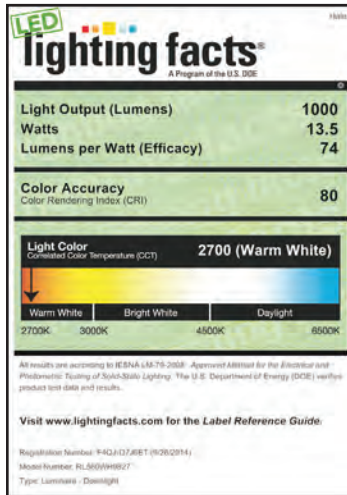 LED
lighting facts®
A Program of the U.S. DOE
Light Output (Lumens) 1000
Watts 13.5
Lumens per Watt (Efficacy) 74
Color Accuracy 80
Color Rendering Index (CRI)
Light Color 2700 (Warm White)
Correlated Color Temperature (CCT)
Warm White Bright White Daylight
2700K 3000K 4500K 6500K
All results are according to IESNA LM-79-2008: Approved Method for the Electrical and
Photometric Testing of Solid-State Lighting. The U.S. Department of Energy (DOE) verifies
product test data and results.
Visit www.lightingfacts.com for the Label Reference Guide.
Registration Number:
Model Number:
Type: Luminaire - Downlight